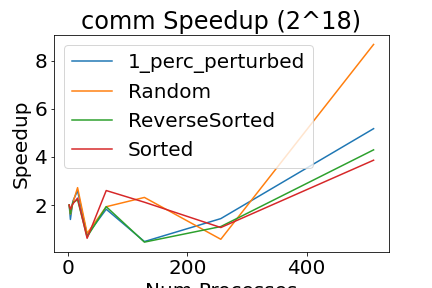 comm Speedup (2^18)
1_perc_perturbed
Random
ReverseSorted
Sorted
Speedup
8
6
4
2
0 200 400
Num Processes